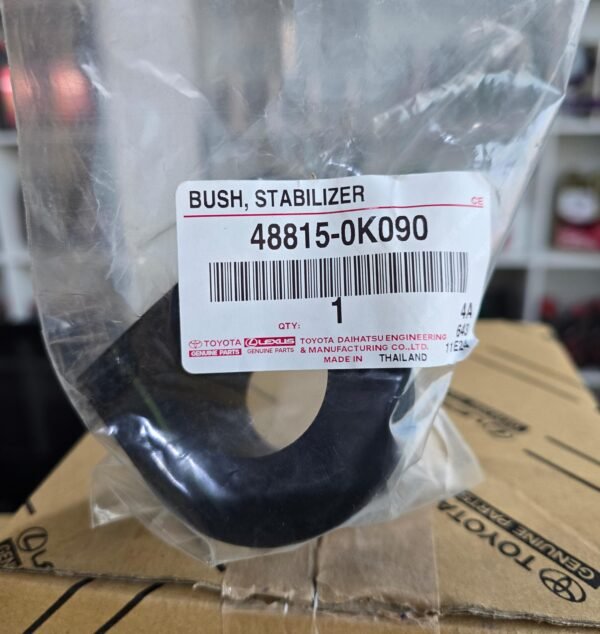 BUSH, STABILIZER
CE
48815-0K090
QTY: 1
4A
TOYOTA LEXUS TOYOTA DAIHATSU ENGINEERING
GENUINE PARTS GENUINE PARTS & MANUFACTURING CO., LTD.
MADE IN THAILAND
TOYOTA
GENUINE PARTS